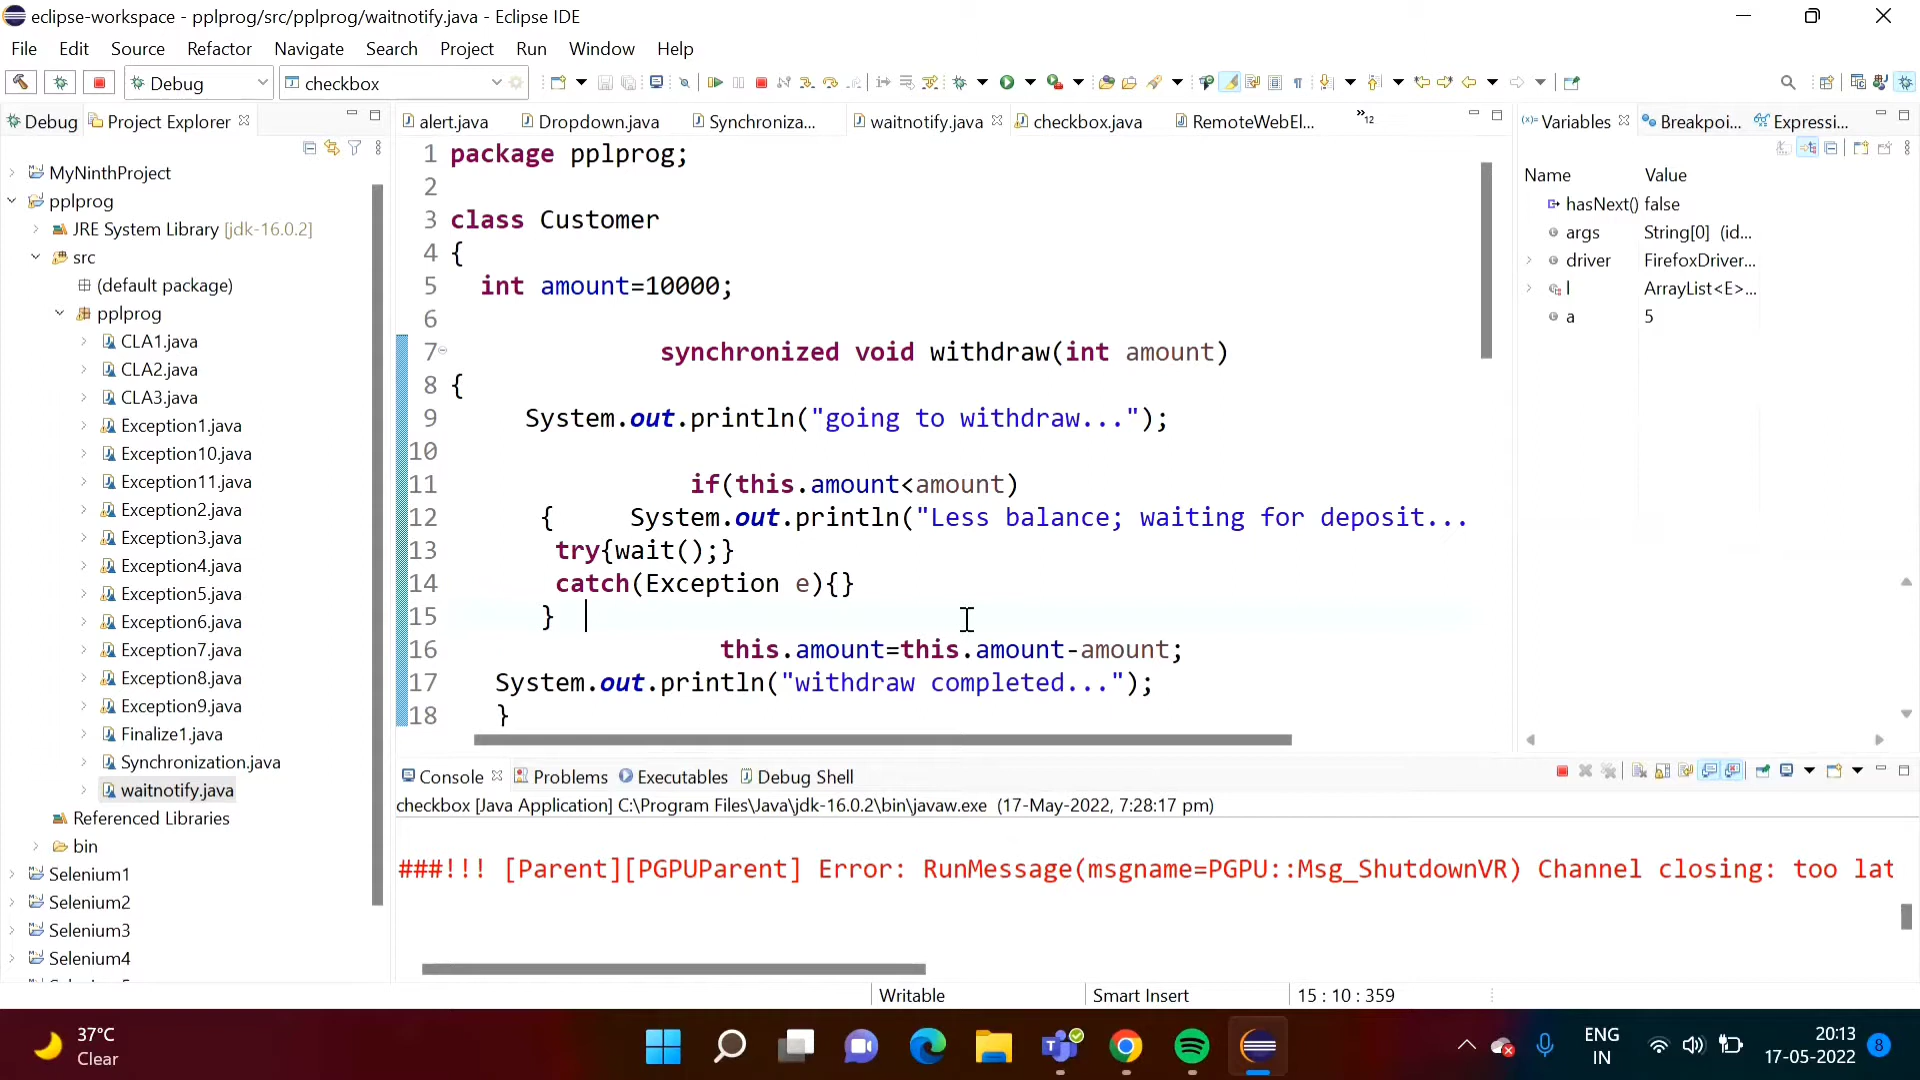 eclipse-workspace - pplprog/src/pplprog/waitnotify.java - Eclipse IDE
File Edit Source Refactor Navigate Search Project Run Window Help
Debug checkbox
Debug Project Explorer
MyNinthProject
pplprog
JRE System Library [jdk-16.0.2]
src
(default package)
pplprog
CLA1.java
CLA2.java
CLA3.java
Exception1.java
Exception10.java
Exception11.java
Exception2.java
Exception3.java
Exception4.java
Exception5.java
Exception6.java
Exception7.java
Exception8.java
Exception9.java
Finalize1.java
Synchronization.java
waitnotify.java
Referenced Libraries
bin
Selenium1
Selenium2
Selenium3
Selenium4
alert.java Dropdown.java Synchroniza... waitnotify.java checkbox.java RemoteWebEl... »12
1 package pplprog;
2
3 class Customer
4 {
5 int amount=10000;
6
7 synchronized void withdraw(int amount)
8 {
9 System.out.println("going to withdraw...");
10
11 if(this.amount<amount)
12 { System.out.println("Less balance; waiting for deposit...
13 try{wait();}
14 catch(Exception e){}
15 }
16 this.amount=this.amount-amount;
17 System.out.println("withdraw completed...");
18 }
(x)= Variables Breakpoi... Expressi...
Name Value
hasNext() false
args String[0] (id...
driver FirefoxDriver...
l ArrayList<E>...
a 5
Console Problems Executables Debug Shell
checkbox [Java Application] C:\Program Files\Java\jdk-16.0.2\bin\javaw.exe (17-May-2022, 7:28:17 pm)
###!!! [Parent][PGPUParent] Error: RunMessage(msgname=PGPU::Msg_ShutdownVR) Channel closing: too lat
Writable Smart Insert 15 : 10 : 359
37°C
Clear
ENG
IN
20:13
17-05-2022
8